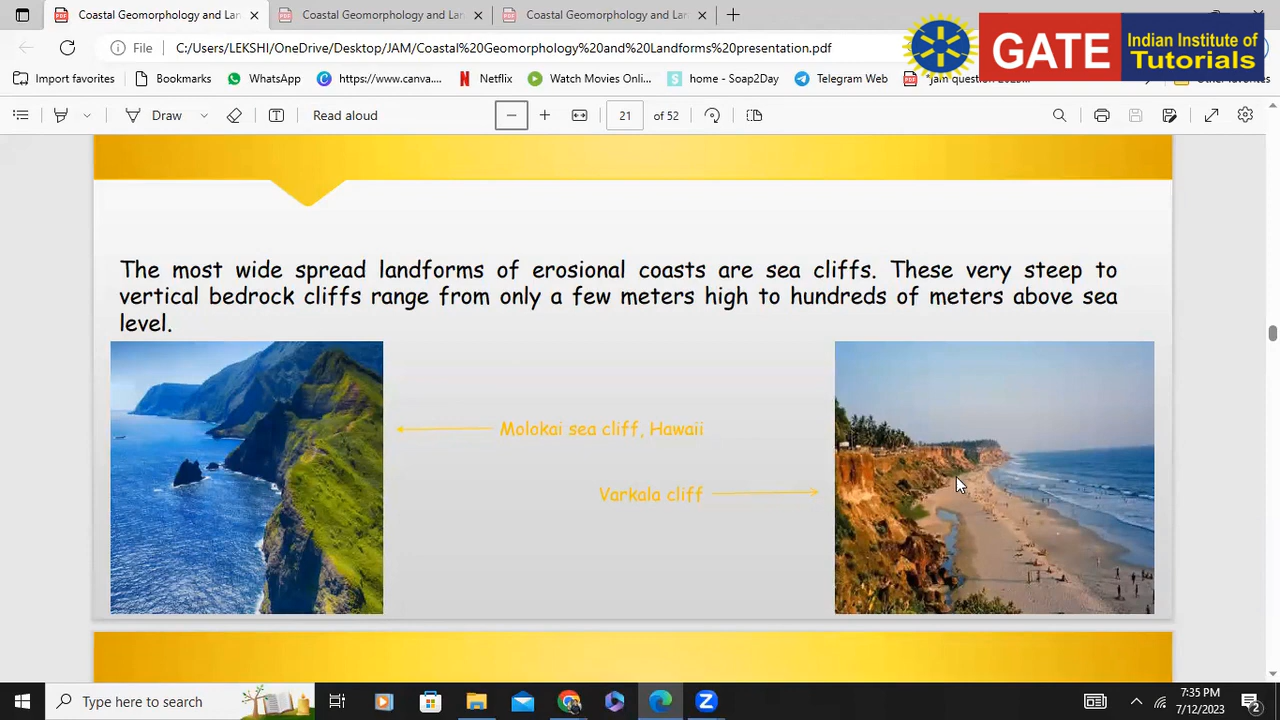 Coastal Geomorphology and Lan
Coastal Geomorphology and Lan
Coastal Geomorphology and Lan
File
C:/Users/LEKSHI/OneDrive/Desktop/JAM/Coastal%20Geomorphology%20and%20Landforms%20presentation.pdf
GATE
Indian Institute of
Tutorials
Import favorites
Bookmarks
WhatsApp
https://www.canva....
Netflix
Watch Movies Onli...
home - Soap2Day
Telegram Web
Draw
Read aloud
21
of 52
The most wide spread landforms of erosional coasts are sea cliffs. These very steep to
vertical bedrock cliffs range from only a few meters high to hundreds of meters above sea
level.
Molokai sea cliff, Hawaii
Varkala cliff
Type here to search
7:35 PM
7/12/2023
2